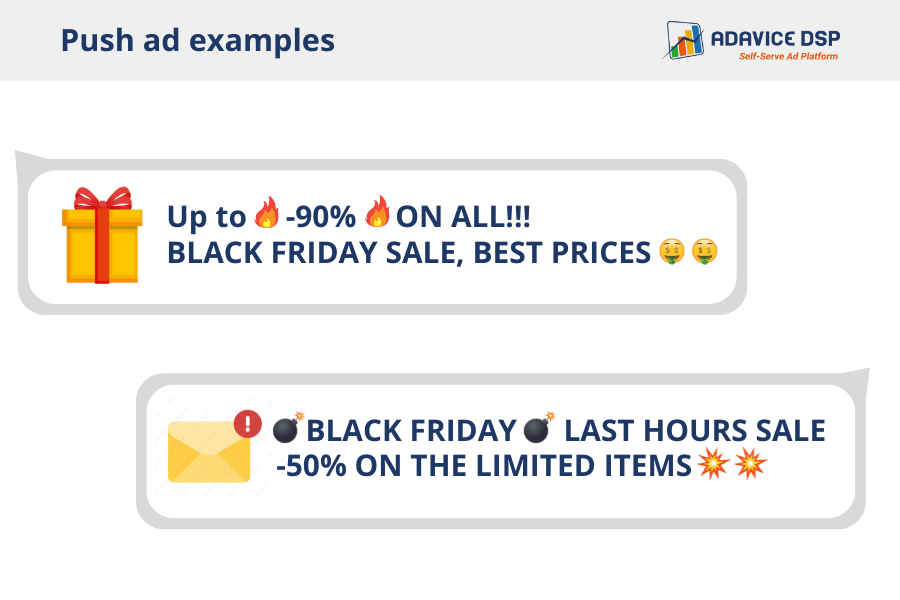 Push ad examples
ADAVICE DSP
Self-Serve Ad Platform
Up to 🔥 -90% 🔥 ON ALL!!!
BLACK FRIDAY SALE, BEST PRICES 🤑 🤑
💣 BLACK FRIDAY 💣 LAST HOURS SALE
-50% ON THE LIMITED ITEMS 💥 💥